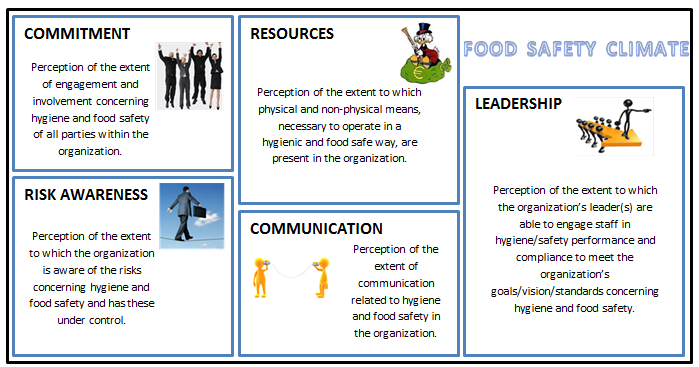 COMMITMENT
Perception of the extent
of engagement and
involvement concerning
hygiene and food safety
of all parties within the
organization.
RESOURCES
Perception of the extent to which
physical and non-physical means,
necessary to operate in a
hygienic and food safe way, are
present in the organization.
FOOD SAFETY CLIMATE
LEADERSHIP
Perception of the extent to which
the organization's leader(s) are
able to engage staff in
hygiene/safety performance and
compliance to meet the
organization's
goals/vision/standards concerning
hygiene and food safety.
RISK AWARENESS
Perception of the extent
to which the organization
is aware of the risks
concerning hygiene and
food safety and has these
under control.
COMMUNICATION
Perception of the
extent of
communication
related to hygiene
and food safety in
the organization.